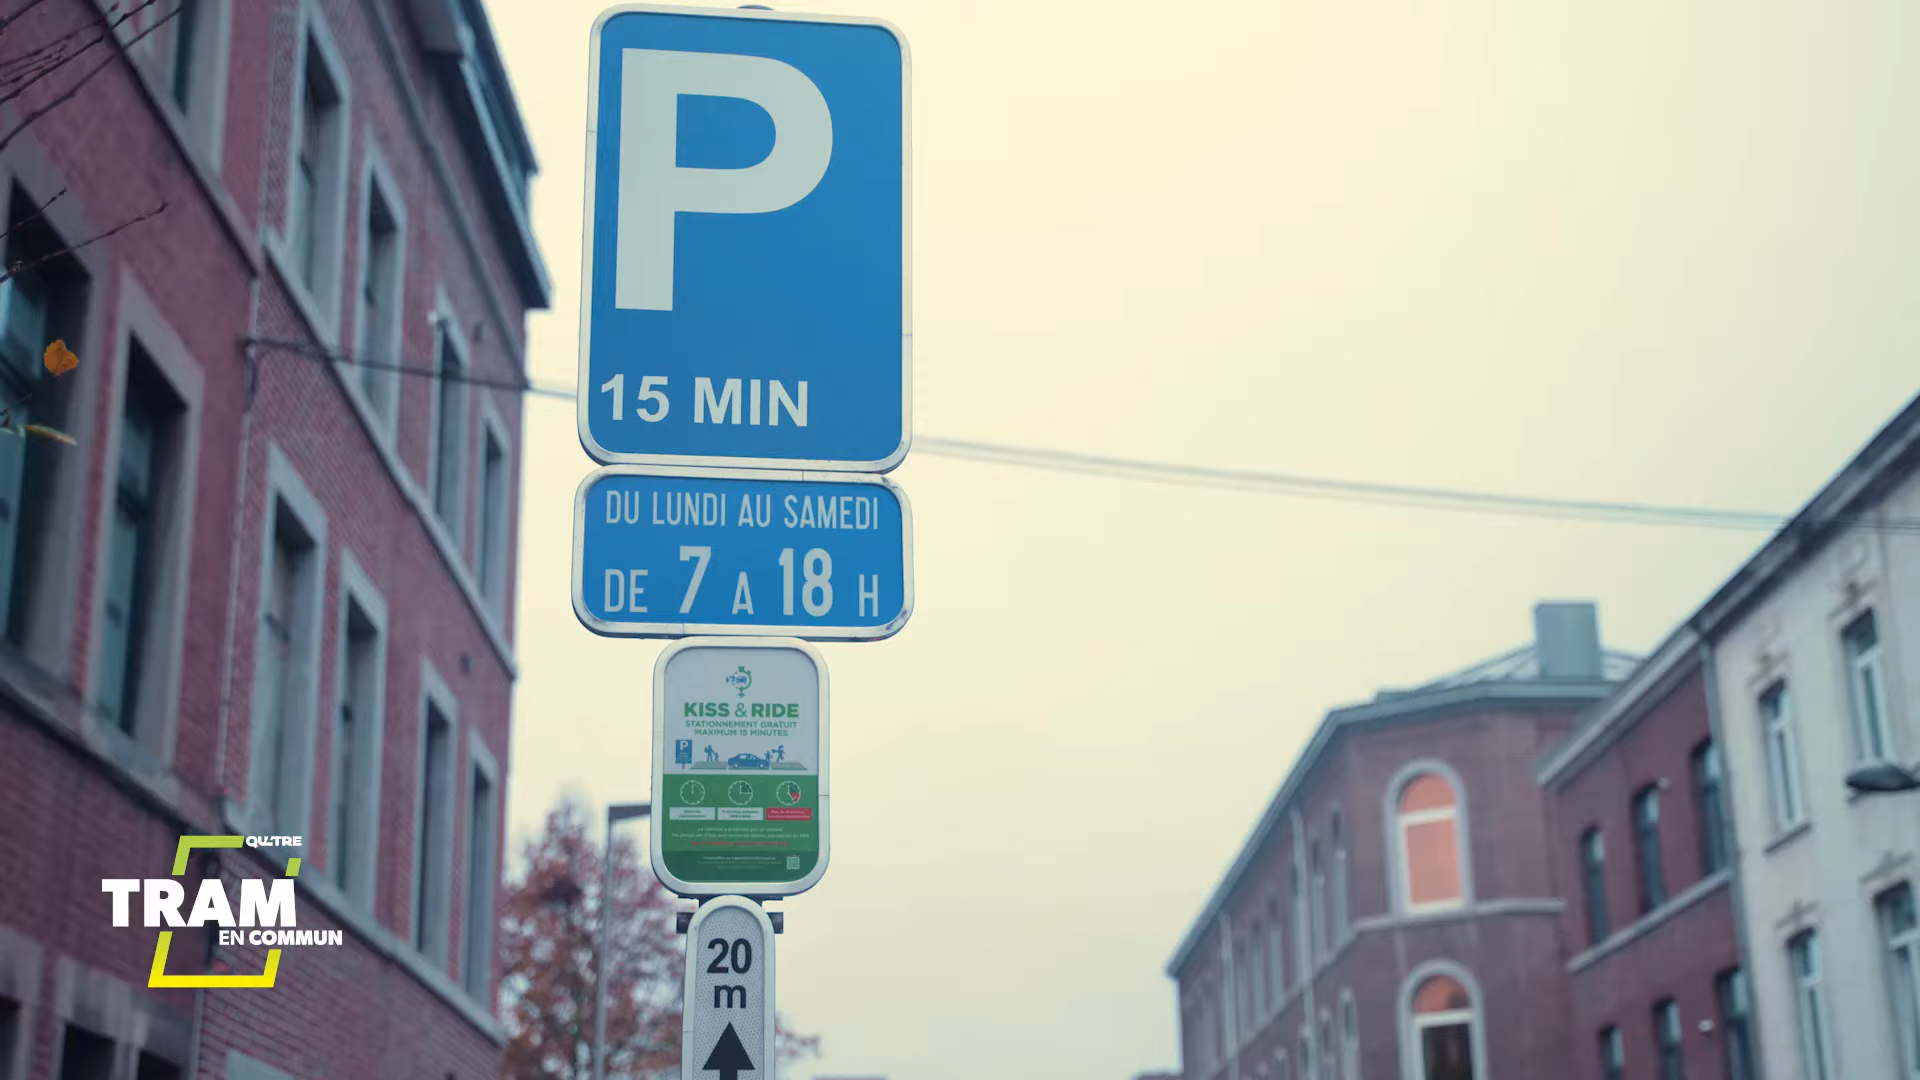 P
15 MIN
DU LUNDI AU SAMEDI
DE 7 A 18 H
KISS & RIDE
STATIONNEMENT GRATUIT
MAXIMUM 15 MINUTES
P
20
m
QU4TRE
TRAM
EN COMMUN